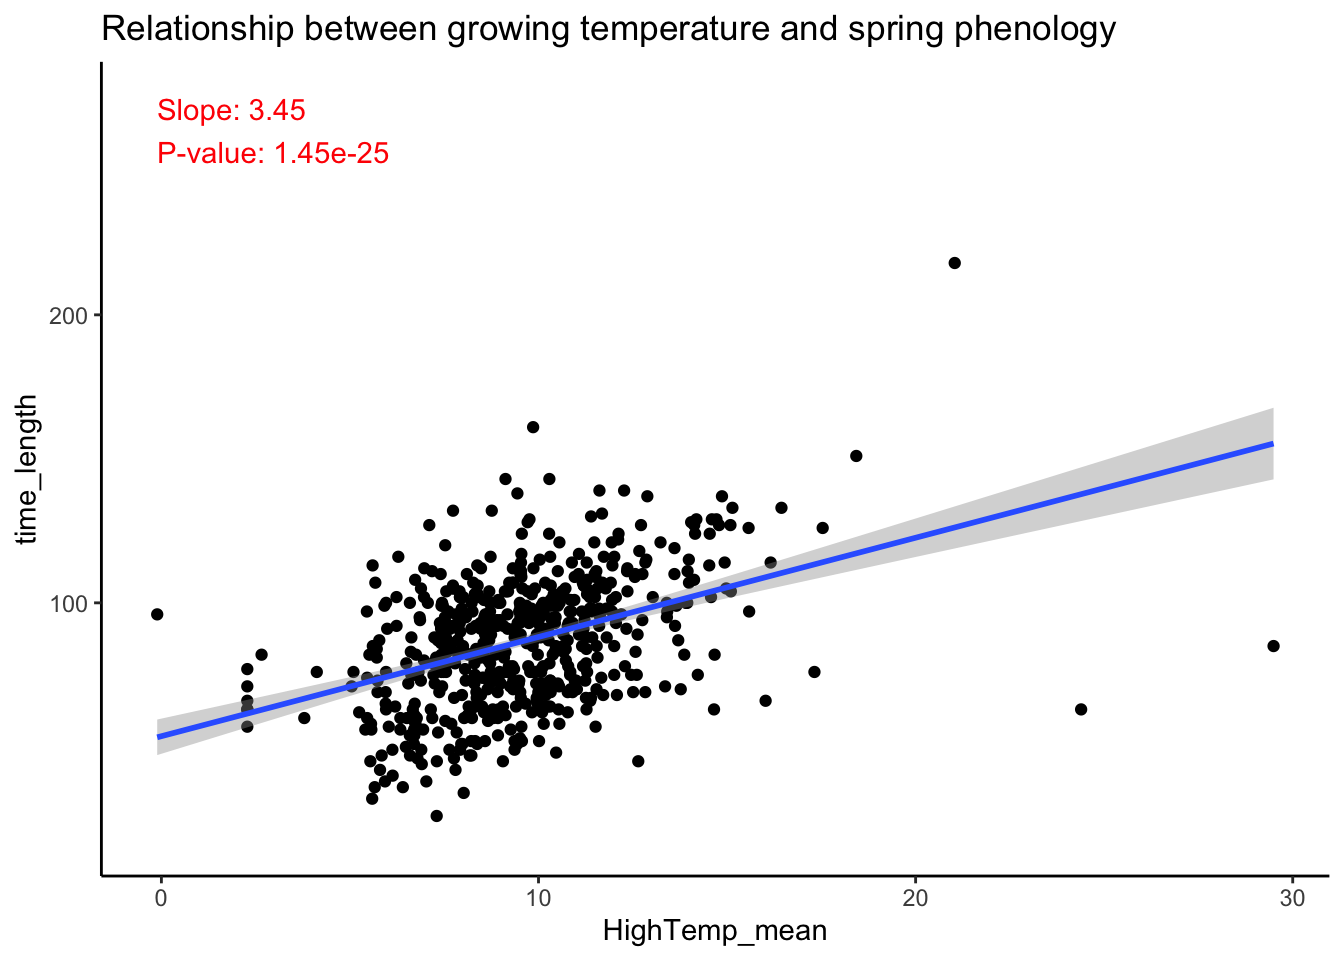 Relationship between growing temperature and spring phenology
Slope: 3.45
P-value: 1.45e-25
200
100
time_length
0 10 20 30
HighTemp_mean